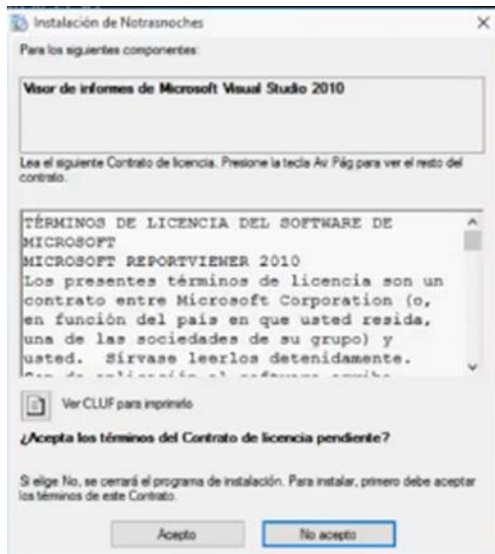 Instalación de Notrasnoches
Para los siguientes componentes:
Visor de informes de Microsoft Visual Studio 2010
Lea el siguiente Contrato de licencia. Presione la tecla Av Pág para ver el resto del
contrato.
TÉRMINOS DE LICENCIA DEL SOFTWARE DE
MICROSOFT
MICROSOFT REPORTVIEWER 2010
Los presentes términos de licencia son un
contrato entre Microsoft Corporation (o,
en función del país en que usted resida,
una de las sociedades de su grupo) y
usted. Sírvase leerlos detenidamente.
Ver CLUF para imprimirlo
¿Acepta los términos del Contrato de licencia pendiente?
Si elige No, se cerrará el programa de instalación. Para instalar, primero debe aceptar
los términos de este Contrato.
Acepto
No acepto